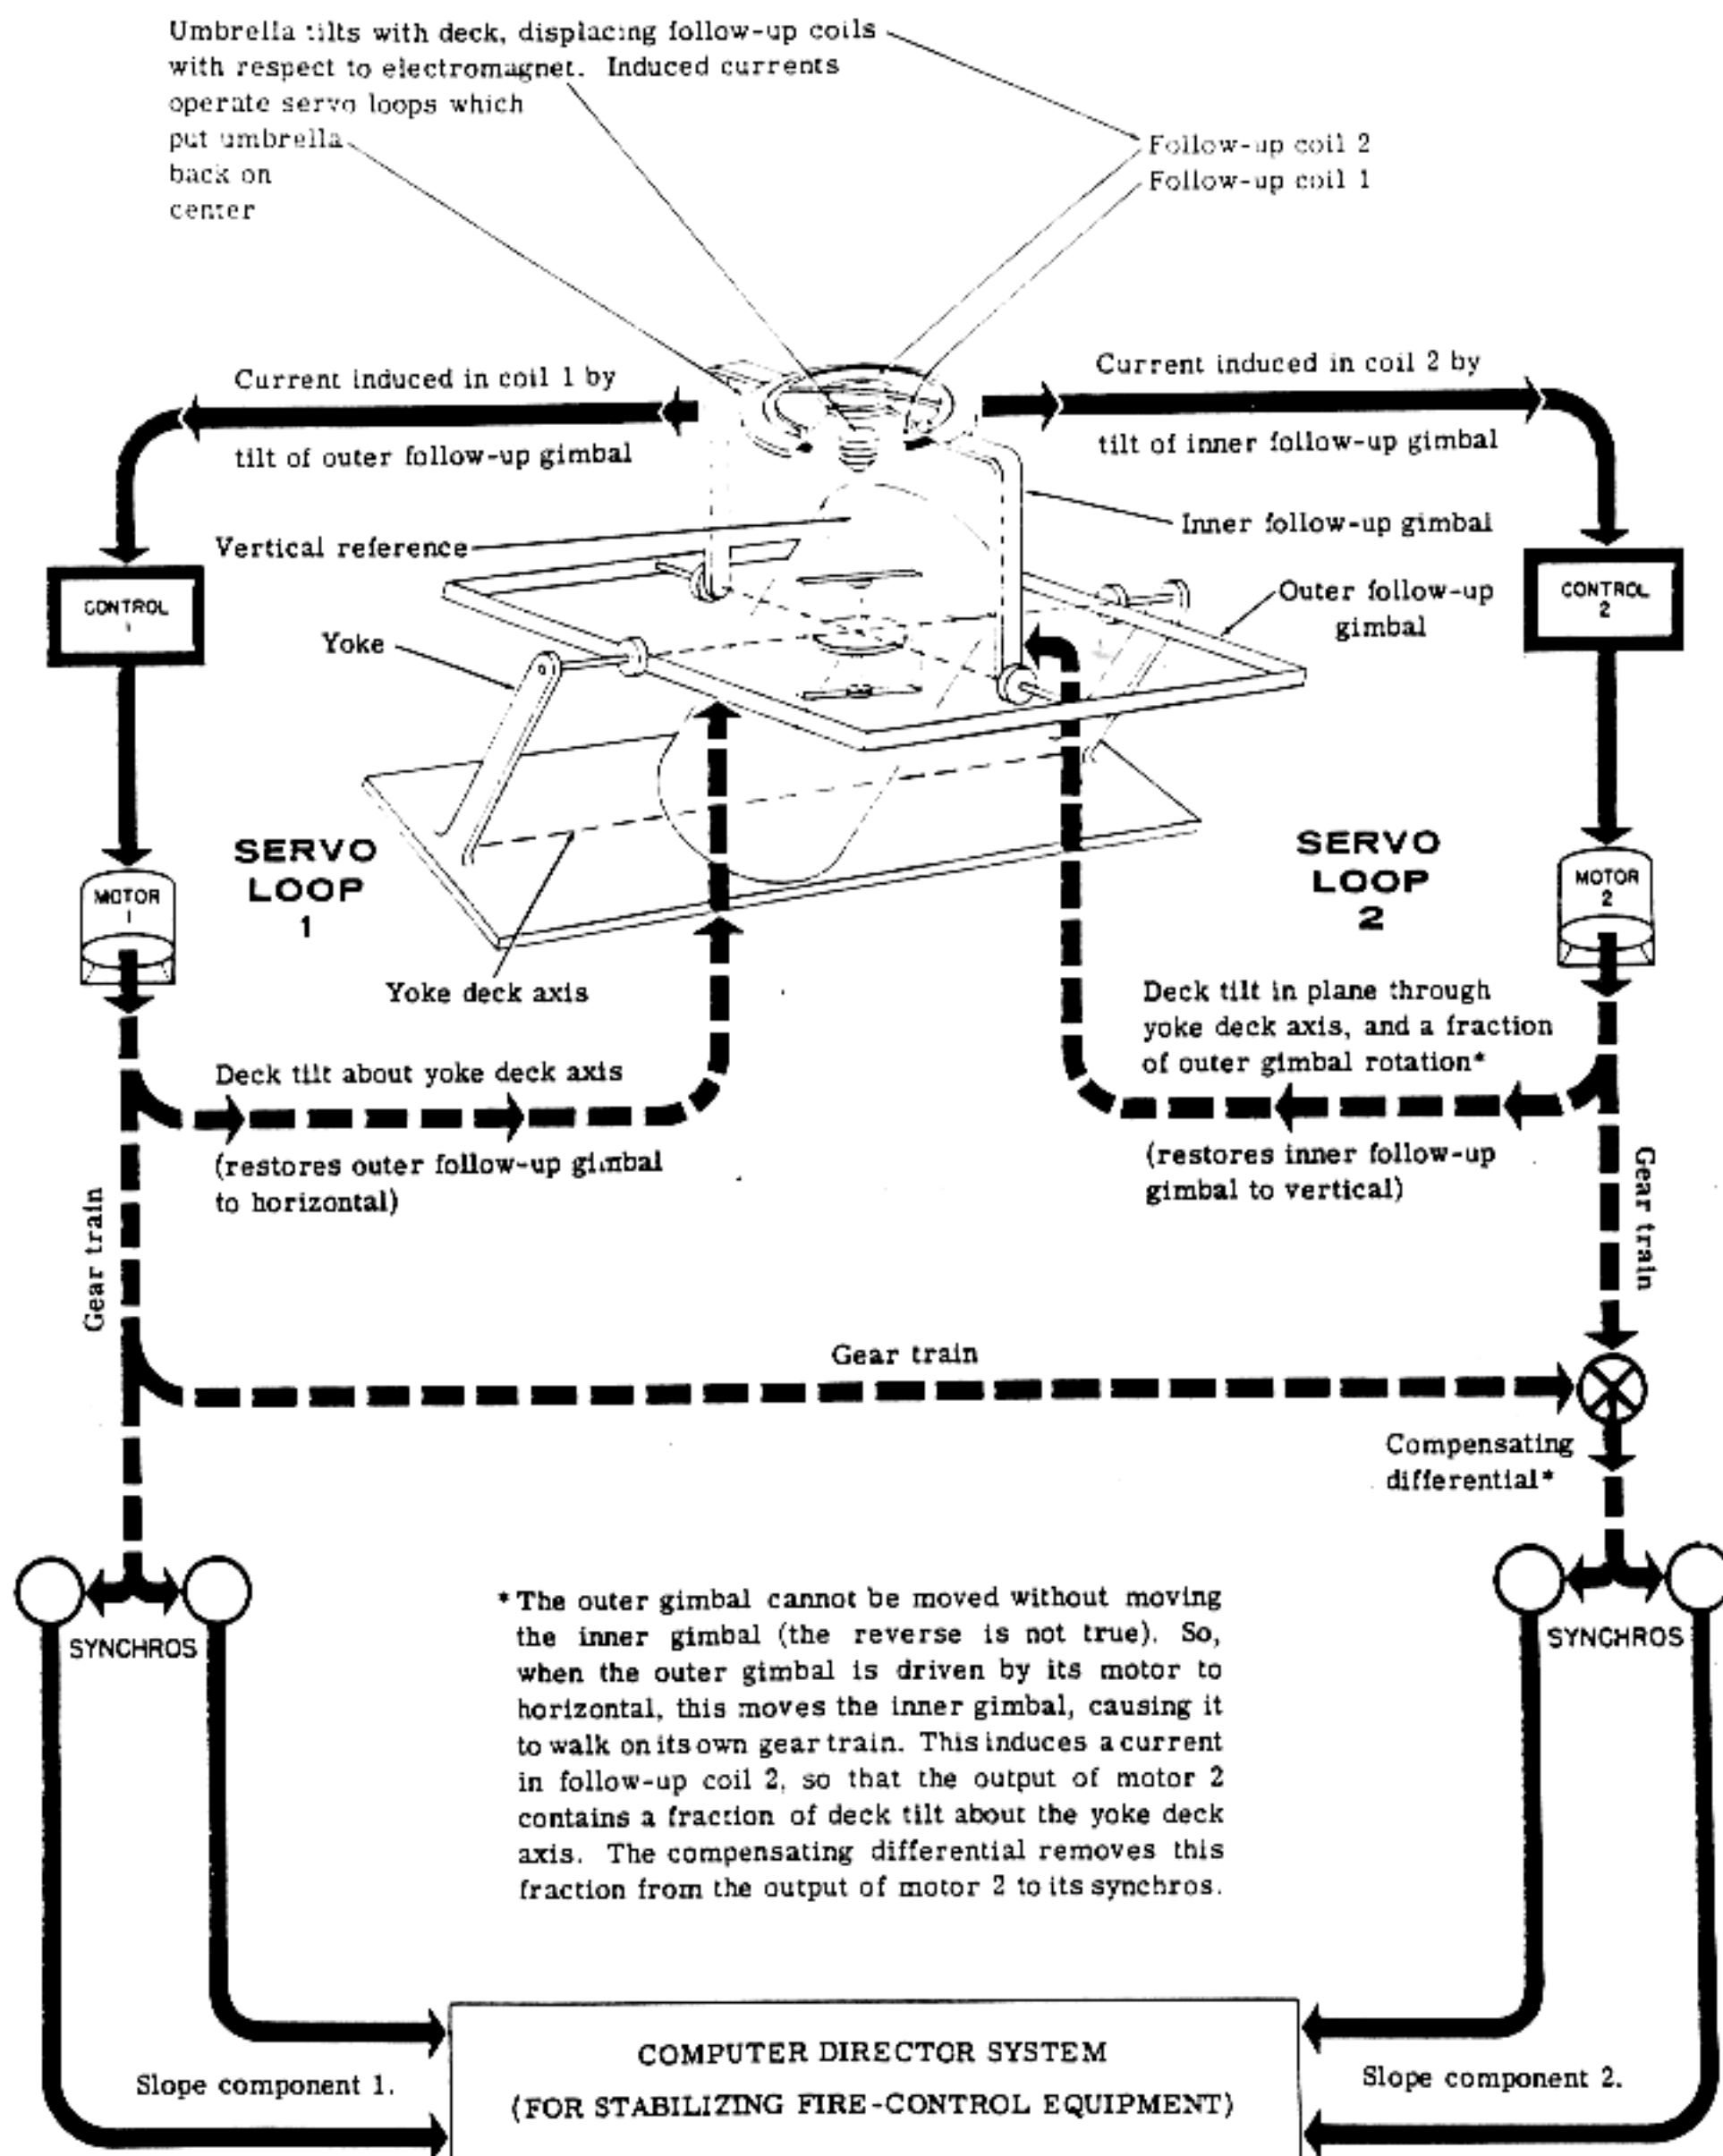 Umbrella tilts with deck, displacing follow-up coils
with respect to electromagnet. Induced currents
operate servo loops which
put umbrella
back on
center
Follow-up coil 2
Follow-up coil 1
Current induced in coil 1 by
tilt of outer follow-up gimbal
Current induced in coil 2 by
tilt of inner follow-up gimbal
Vertical reference
Inner follow-up gimbal
CONTROL
1
Yoke
Outer follow-up
gimbal
CONTROL
2
MOTOR
1
SERVO
LOOP
1
SERVO
LOOP
2
MOTOR
2
Yoke deck axis
Deck tilt about yoke deck axis
(restores outer follow-up gimbal
to horizontal)
Deck tilt in plane through
yoke deck axis, and a fraction
of outer gimbal rotation*
(restores inner follow-up
gimbal to vertical)
Gear train
Gear train
Gear train
Compensating
differential*
SYNCHROS
SYNCHROS
* The outer gimbal cannot be moved without moving
the inner gimbal (the reverse is not true). So,
when the outer gimbal is driven by its motor to
horizontal, this moves the inner gimbal, causing it
to walk on its own gear train. This induces a current
in follow-up coil 2, so that the output of motor 2
contains a fraction of deck tilt about the yoke deck
axis. The compensating differential removes this
fraction from the output of motor 2 to its synchros.
Slope component 1.
COMPUTER DIRECTOR SYSTEM
(FOR STABILIZING FIRE-CONTROL EQUIPMENT)
Slope component 2.